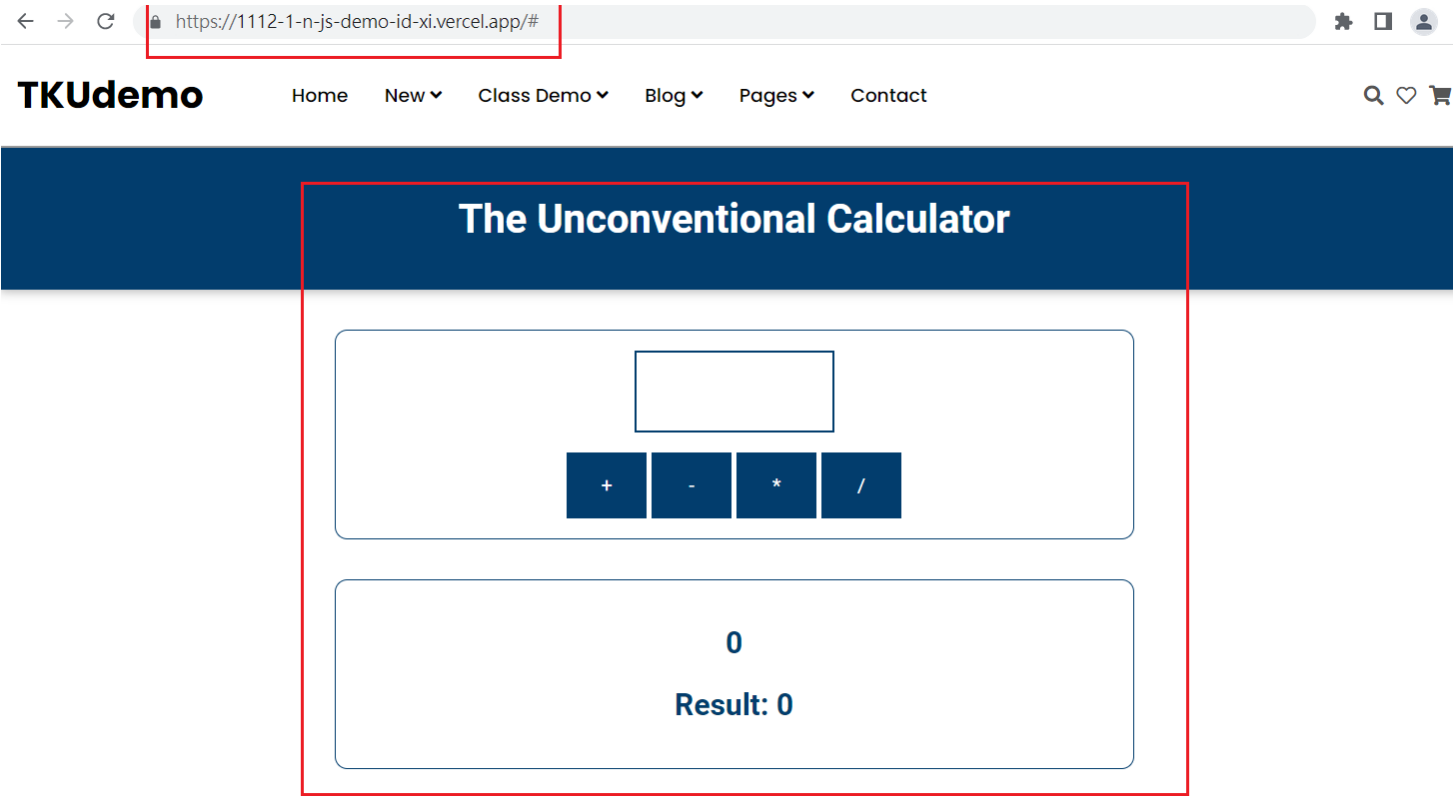 https://1112-1-n-js-demo-id-xi.vercel.app/#
TKUdemo Home New Class Demo Blog Pages Contact
The Unconventional Calculator
+ - * /
0
Result: 0